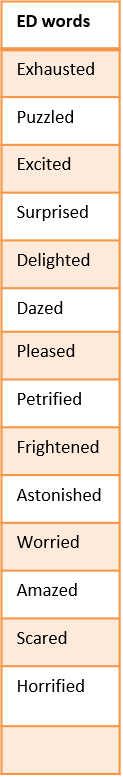 ED words
Exhausted
Puzzled
Excited
Surprised
Delighted
Dazed
Pleased
Petrified
Frightened
Astonished
Worried
Amazed
Scared
Horrified